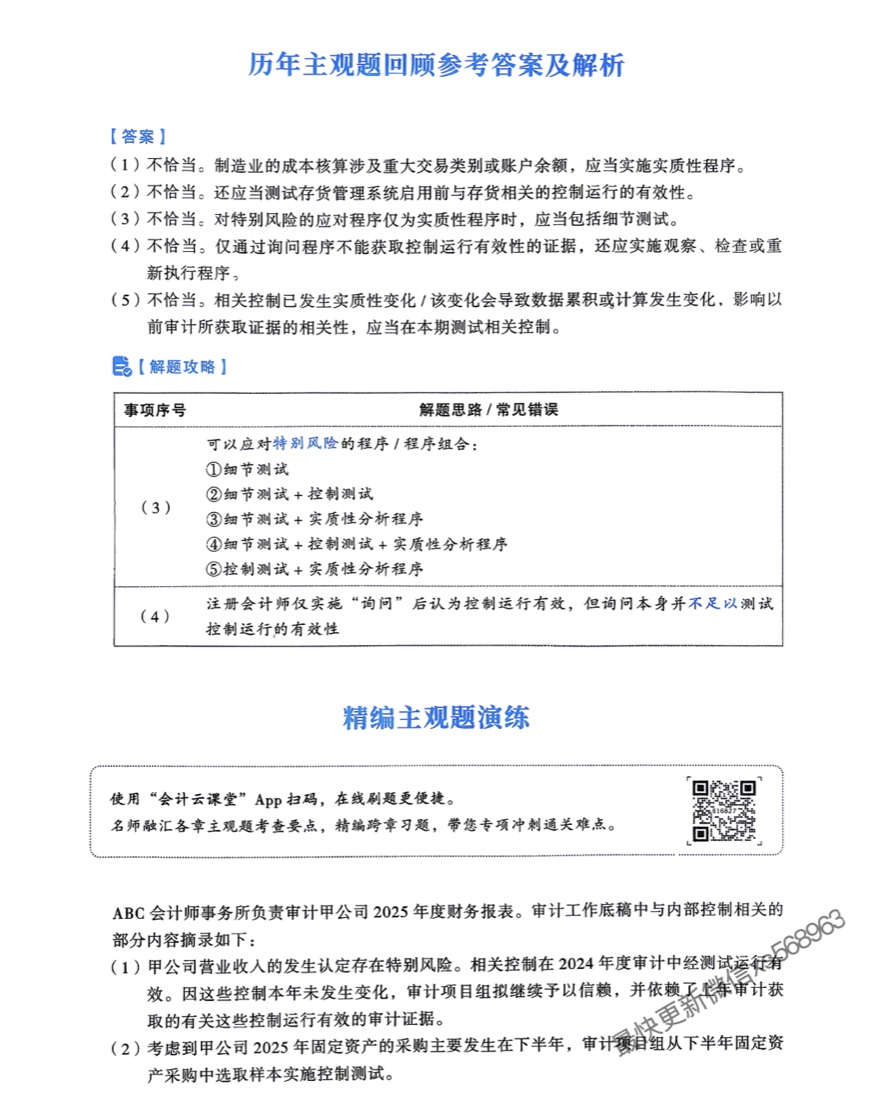 历年主观题回顾参考答案及解析
【答案】
（1）不恰当。制造业的成本核算涉及重大交易类别或账户余额，应当实施实质性程序。
（2）不恰当。还应当测试存货管理系统启用前与存货相关的控制运行的有效性。
（3）不恰当。对特别风险的应对程序仅为实质性程序时，应当包括细节测试。
（4）不恰当。仅通过询问程序不能获取控制运行有效性的证据，还应实施观察、检查或重
新执行程序。
（5）不恰当。相关控制已发生实质性变化/该变化会导致数据累积或计算发生变化，影响以
前审计所获取证据的相关性，应当在本期测试相关控制。
【解题攻略】
事项序号 解题思路/常见错误
可以应对特别风险的程序/程序组合：
①细节测试
②细节测试+控制测试
（3）
③细节测试+实质性分析程序
④细节测试+控制测试+实质性分析程序
⑤控制测试+实质性分析程序
注册会计师仅实施“询问”后认为控制运行有效，但询问本身并不足以测试
（4）
控制运行的有效性
精编主观题演练
使用“会计云课堂”App扫码，在线刷题更便捷。
名师融汇各章主观题考查要点，精编跨章习题，带您专项冲刺通关难点。
ABC会计师事务所负责审计甲公司2025年度财务报表。审计工作底稿中与内部控制相关的
部分内容摘录如下：
（1）甲公司营业收入的发生认定存在特别风险。相关控制在2024年度审计中经测试运行有
效。因这些控制本年未发生变化，审计项目组拟继续予以信赖，并依赖了上年审计获
取的有关这些控制运行有效的审计证据。
（2）考虑到甲公司2025年固定资产的采购主要发生在下半年，审计项目组从下半年固定资
产采购中选取样本实施控制测试。